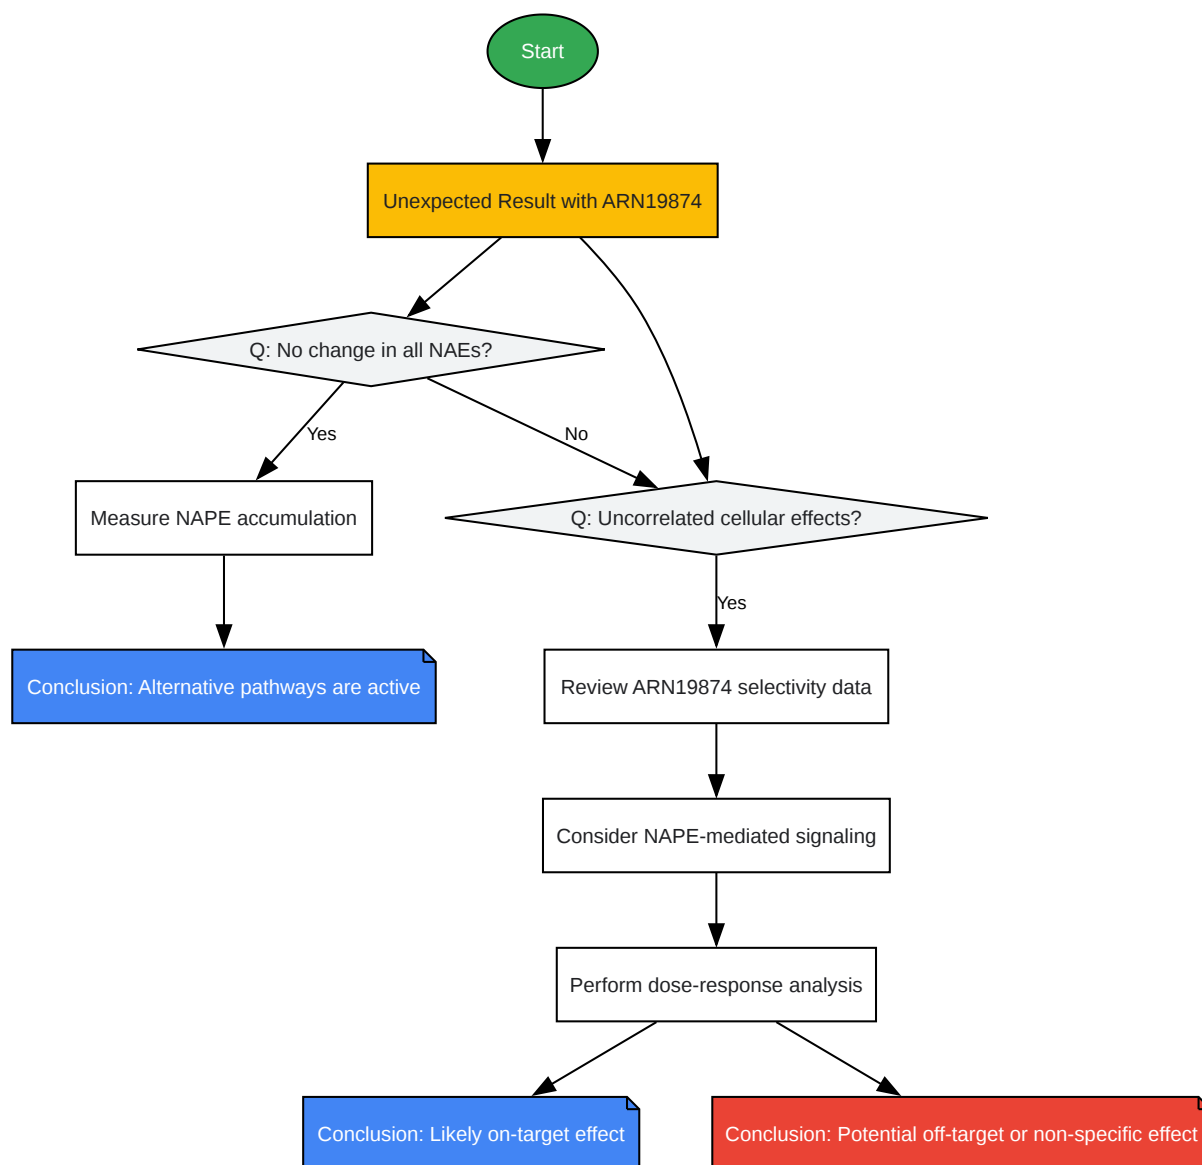 Start
Unexpected Result with ARN19874
Q: No change in all NAEs?
Yes
No
Measure NAPE accumulation
Q: Uncorrelated cellular effects?
Yes
Conclusion: Alternative pathways are active
Review ARN19874 selectivity data
Consider NAPE-mediated signaling
Perform dose-response analysis
Conclusion: Likely on-target effect
Conclusion: Potential off-target or non-specific effect